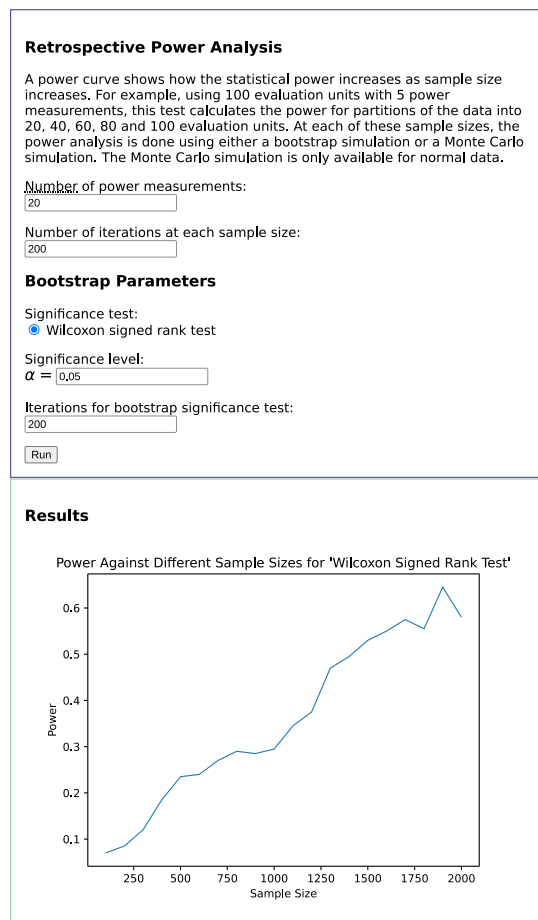 Retrospective Power Analysis
A power curve shows how the statistical power increases as sample size
increases. For example, using 100 evaluation units with 5 power
measurements, this test calculates the power for partitions of the data into
20, 40, 60, 80 and 100 evaluation units. At each of these sample sizes, the
power analysis is done using either a bootstrap simulation or a Monte Carlo
simulation. The Monte Carlo simulation is only available for normal data.
Number of power measurements:
20
Number of iterations at each sample size:
200
Bootstrap Parameters
Significance test:
Wilcoxon signed rank test
Significance level:
α = 0.05
Iterations for bootstrap significance test:
200
Run
Results
Power Against Different Sample Sizes for 'Wilcoxon Signed Rank Test'
0.6
0.5
0.4
0.3
0.2
0.1
Power
250 500 750 1000 1250 1500 1750 2000
Sample Size